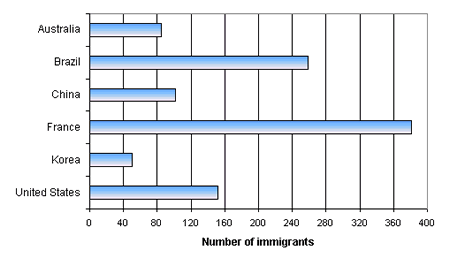 Australia
Brazil
China
France
Korea
United States
0 40 80 120 160 200 240 280 320 360 400
Number of immigrants